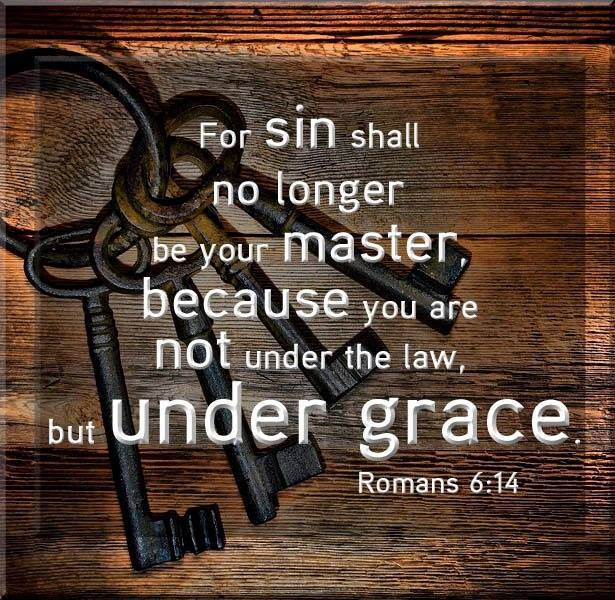 For sin shall
no longer
be your master,
because you are
not under the law,
but under grace.
Romans 6:14